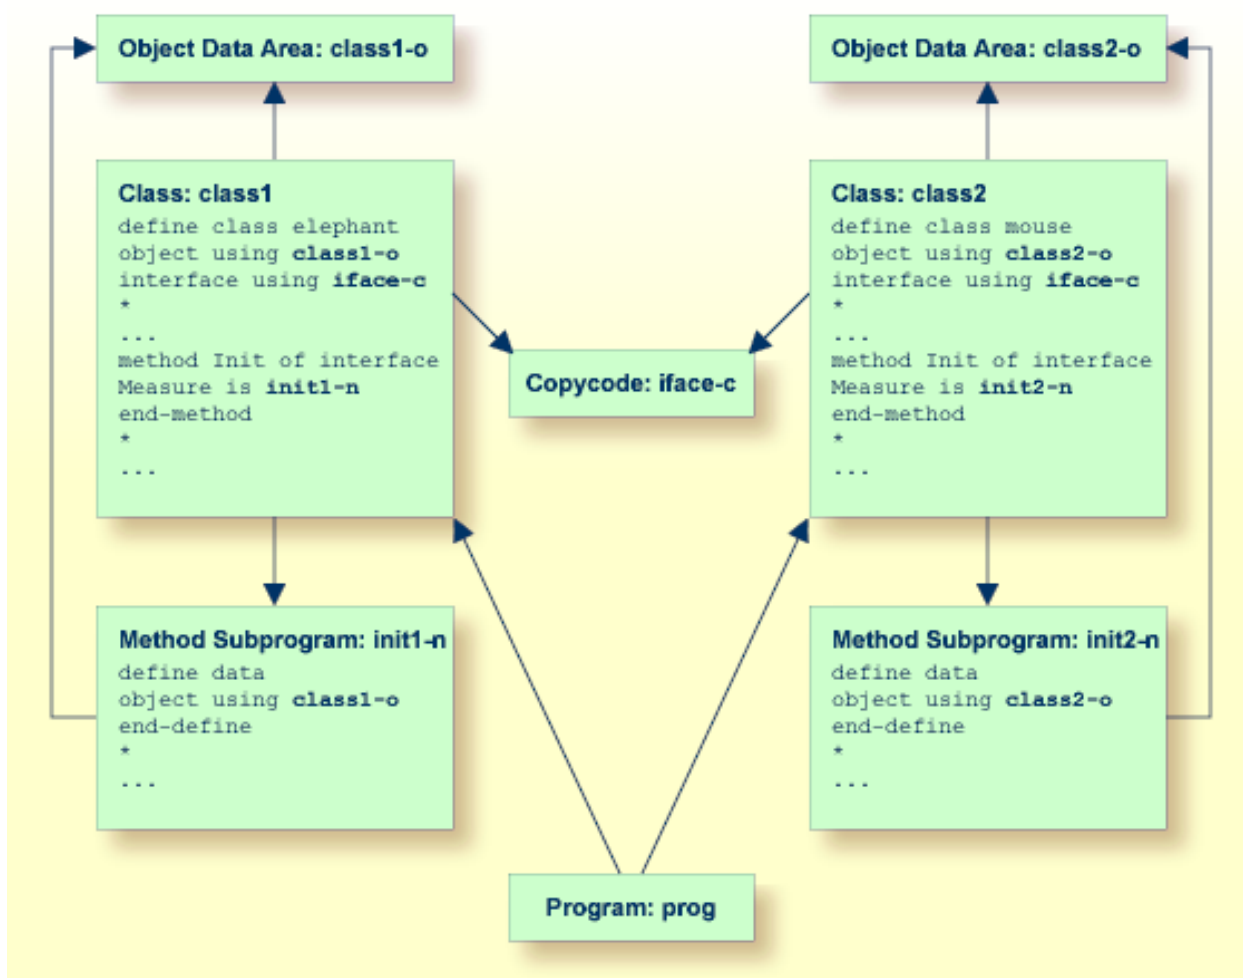 Object Data Area: class1-o
Object Data Area: class2-o
Class: class1
define class elephant
object using class1-o
interface using iface-c
*
...
method Init of interface
Measure is init1-n
end-method
*
...
Class: class2
define class mouse
object using class2-o
interface using iface-c
*
...
method Init of interface
Measure is init2-n
end-method
*
...
Copycode: iface-c
Method Subprogram: init1-n
define data
object using class1-o
end-define
*
...
Method Subprogram: init2-n
define data
object using class2-o
end-define
*
...
Program: prog